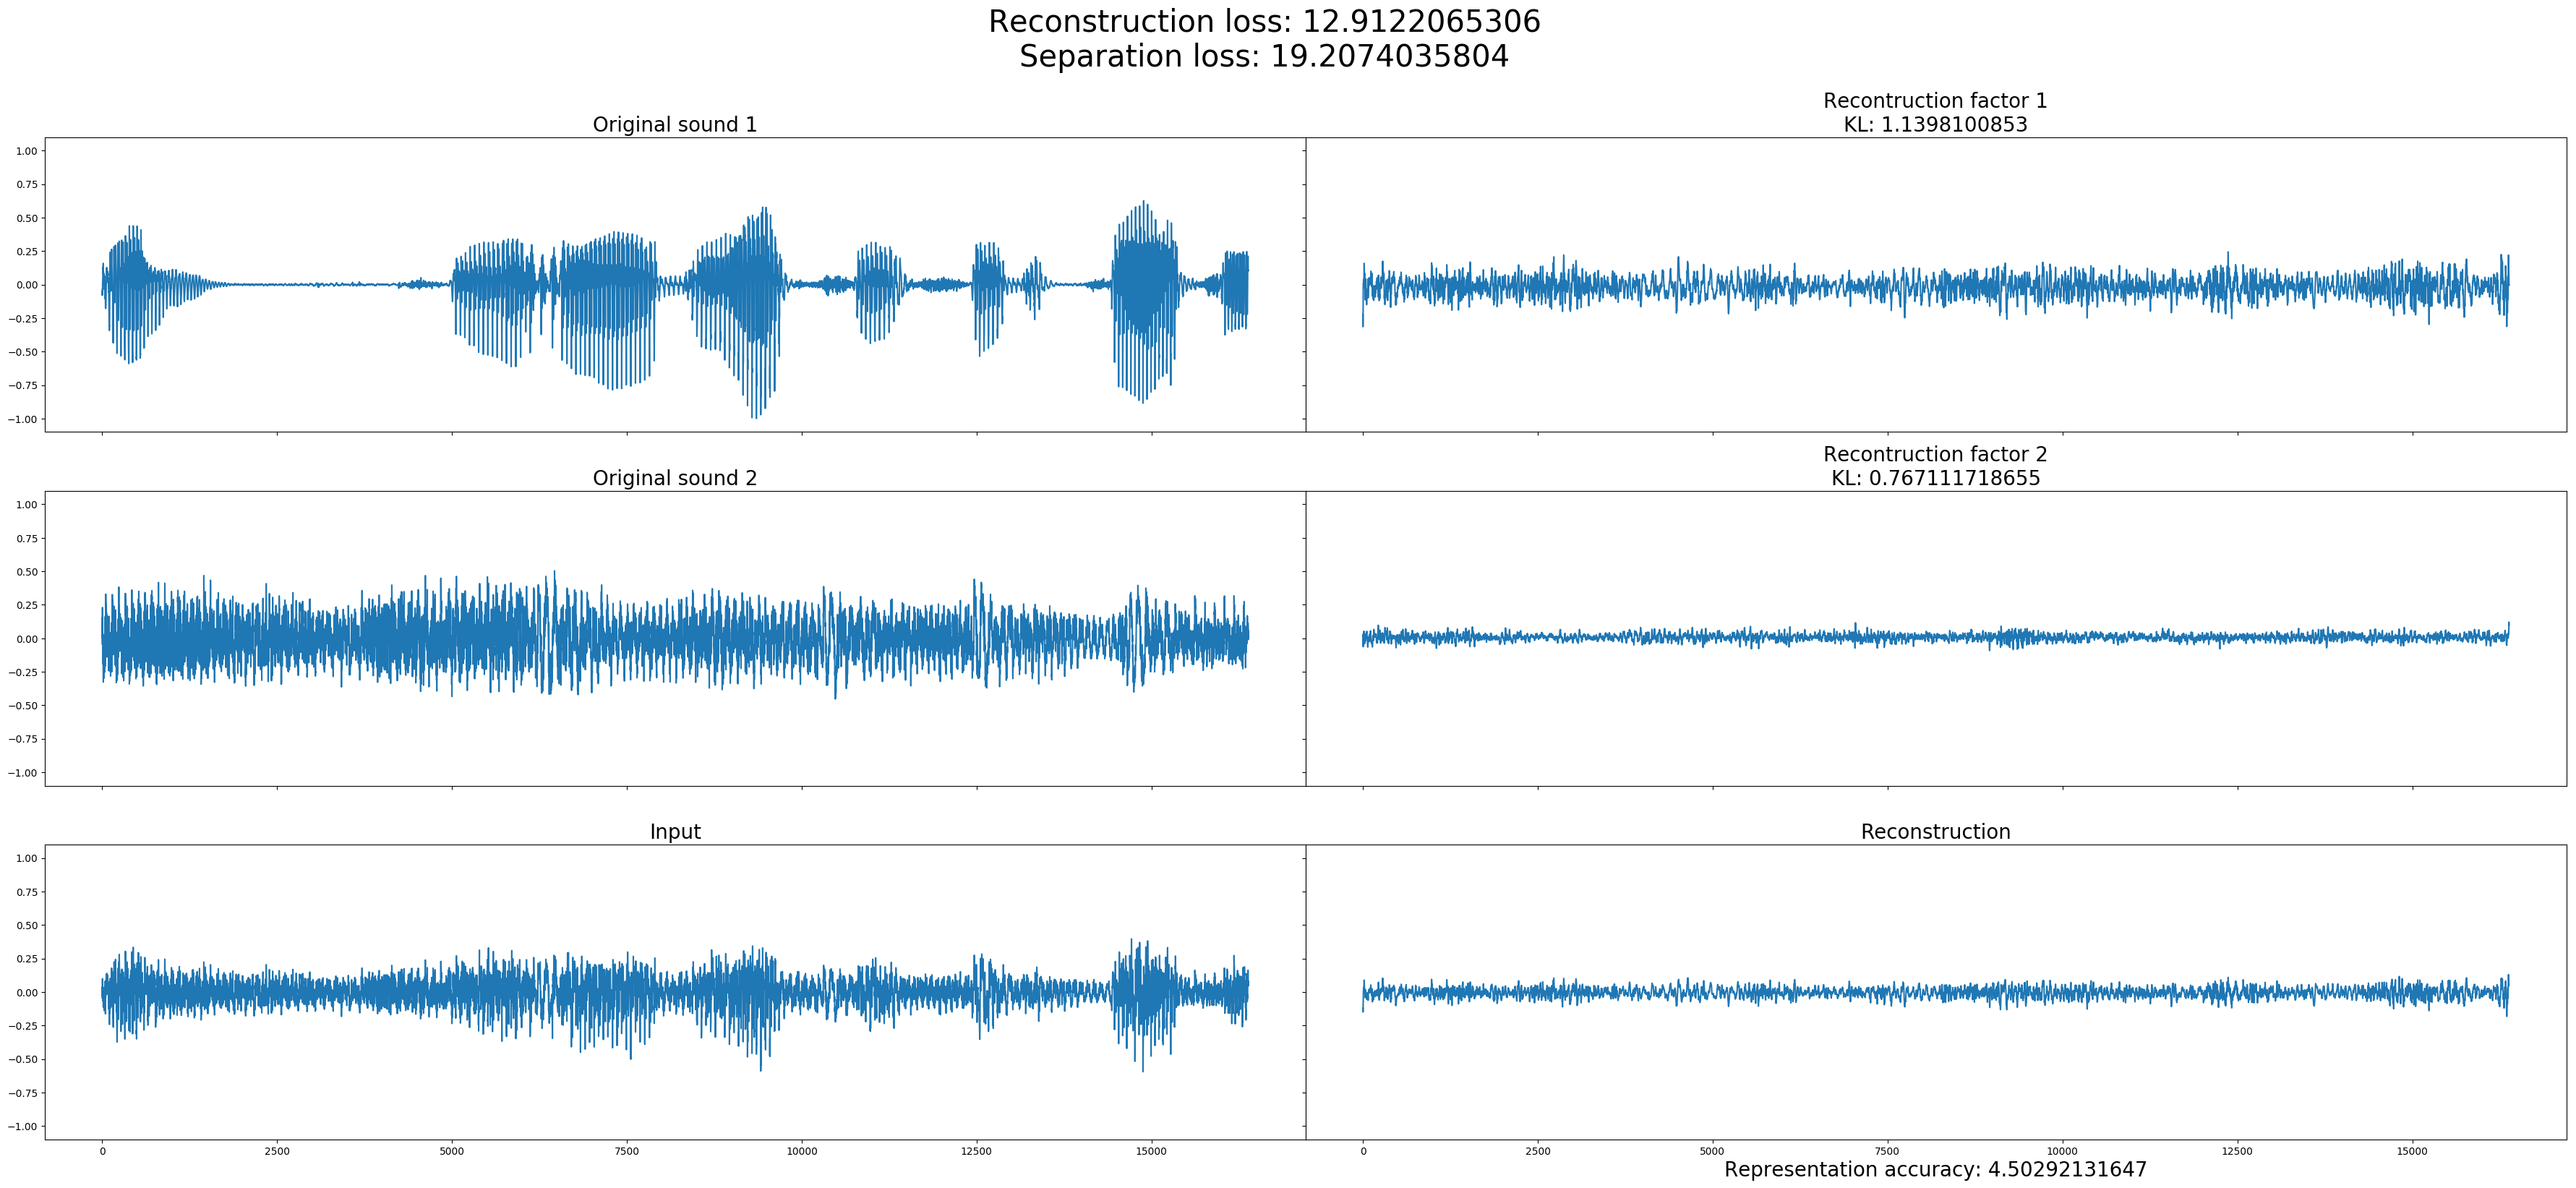 Reconstruction loss: 12.9122065306
Separation loss: 19.2074035804
Original sound 1
Recontruction factor 1
KL: 1.1398100853
1.00
0.75
0.50
0.25
0.00
−0.25
−0.50
−0.75
−1.00
Original sound 2
Recontruction factor 2
KL: 0.767111718655
1.00
0.75
0.50
0.25
0.00
−0.25
−0.50
−0.75
−1.00
Input
Reconstruction
1.00
0.75
0.50
0.25
0.00
−0.25
−0.50
−0.75
−1.00
0 2500 5000 7500 10000 12500 15000
0 2500 5000 7500 10000 12500 15000
Representation accuracy: 4.50292131647